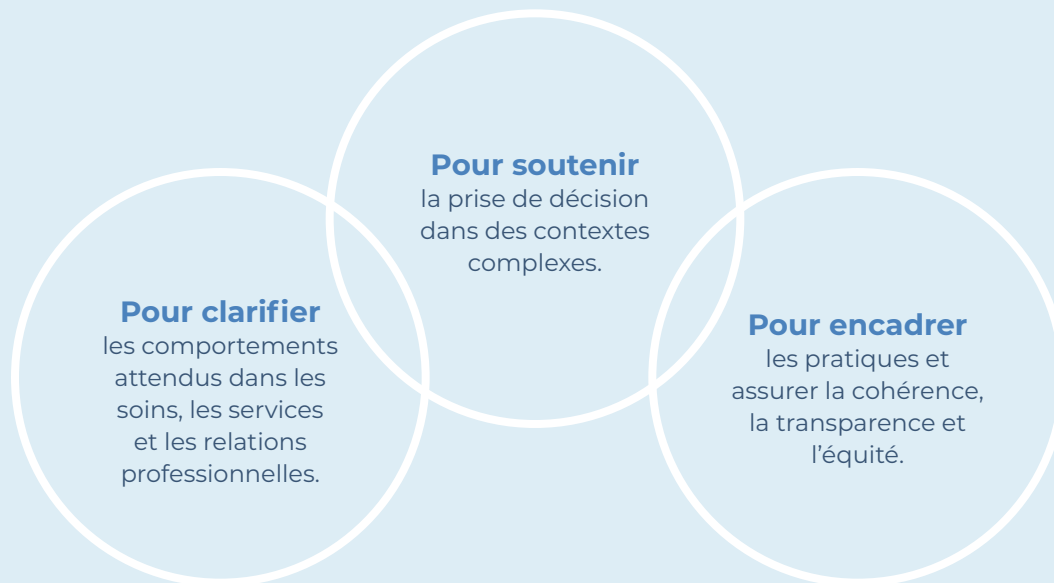 Pour clarifier
les comportements
attendus dans les
soins, les services
et les relations
professionnelles.
Pour soutenir
la prise de décision
dans des contextes
complexes.
Pour encadrer
les pratiques et
assurer la cohérence,
la transparence et
l’équité.